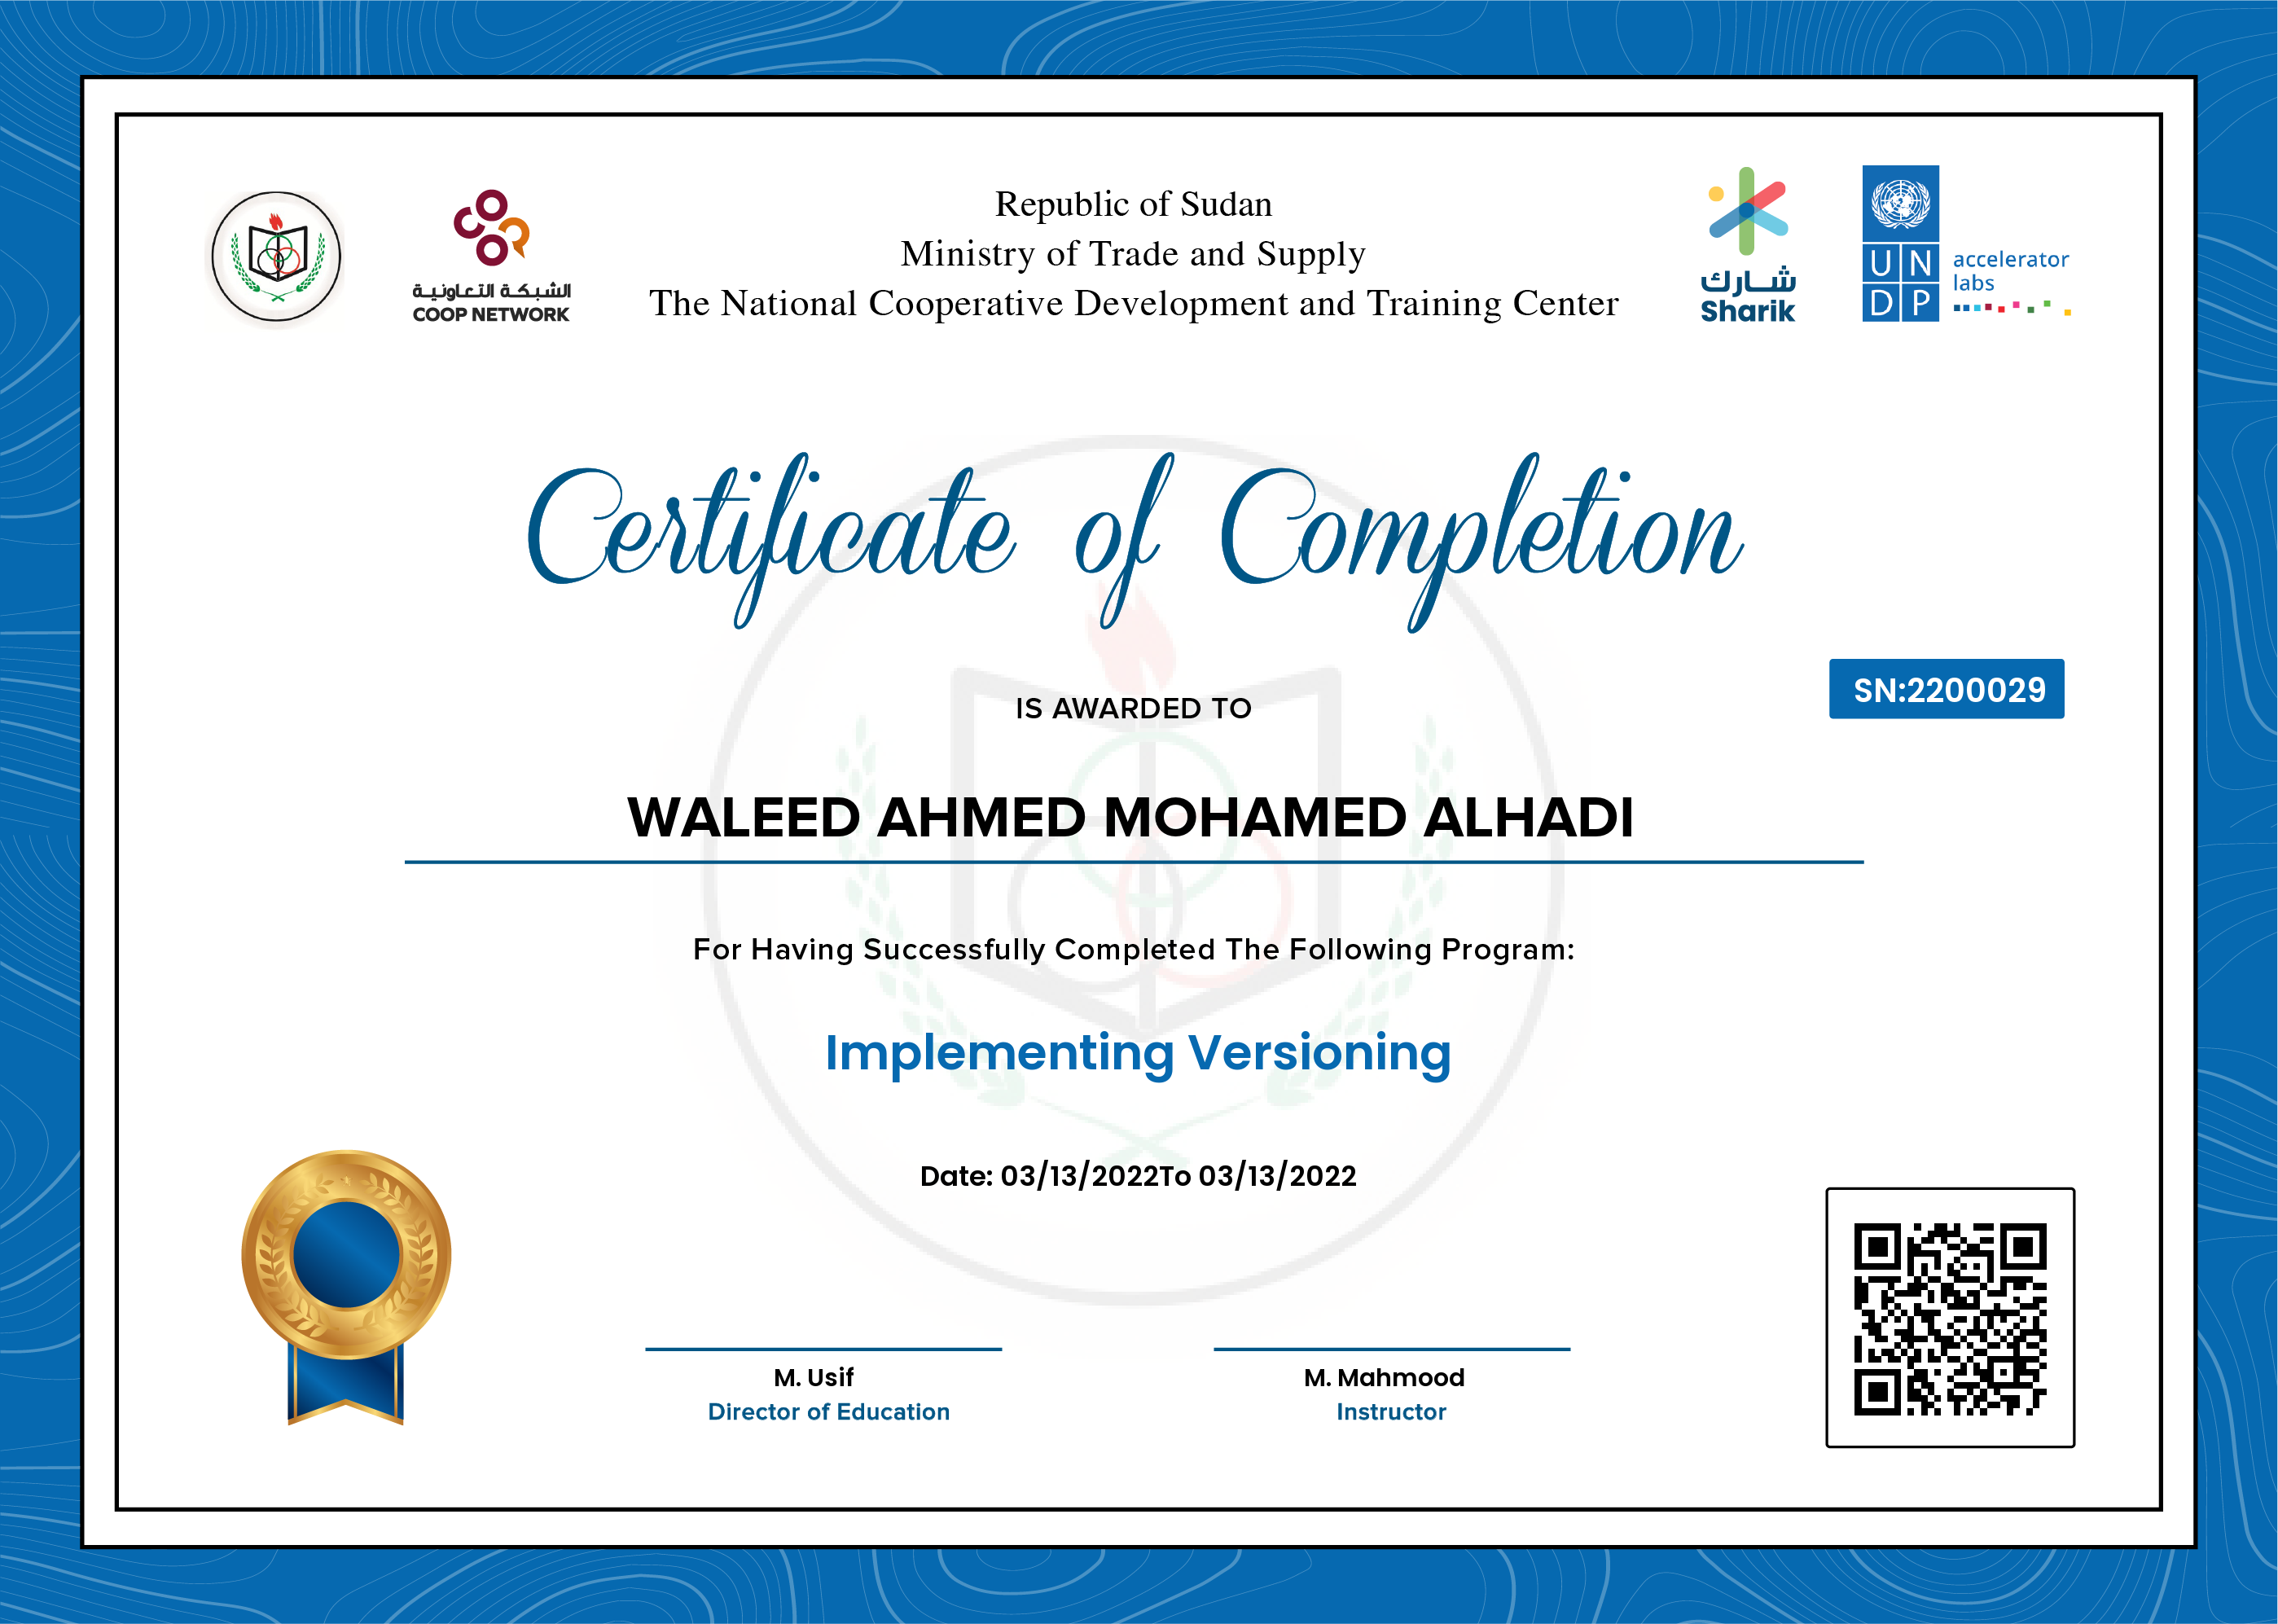 Republic of Sudan
Ministry of Trade and Supply
The National Cooperative Development and Training Center
الشبكة التعاونية
COOP NETWORK
شارك
Sharik
UN
DP
accelerator
labs
Certificate of Completion
IS AWARDED TO
SN:2200029
WALEED AHMED MOHAMED ALHADI
For Having Successfully Completed The Following Program:
Implementing Versioning
Date: 03/13/2022To 03/13/2022
M. Usif
Director of Education
M. Mahmood
Instructor